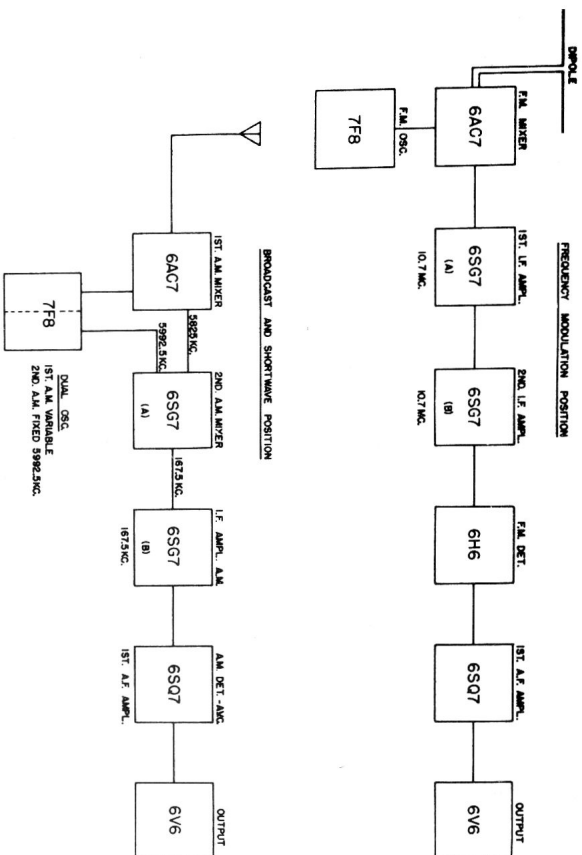 FREQUENCY MODULATION POSITION
DIPOLE
F.M. MIXER
6AC7
F.M. OSC.
7F8
1ST. I.F. AMPL.
6SG7
(A)
10.7 MC.
2ND. I.F. AMPL.
6SG7
(B)
10.7 MC.
F.M. DET.
6H6
1ST. A.F. AMPL.
6SQ7
OUTPUT
6V6
BROADCAST AND SHORTWAVE POSITION
1ST. A.M. MIXER
6AC7
5825 KC.
5992.5 KC.
7F8
DUAL OSC.
1ST. A.M. VARIABLE
2ND. A.M. FIXED 5992.5KC.
2ND. A.M. MIXER
6SG7
(A)
167.5 KC.
I.F. AMPL. A.M.
6SG7
(B)
167.5 KC.
A.M. DET. - AVC.
6SQ7
1ST. A.F. AMPL.
OUTPUT
6V6